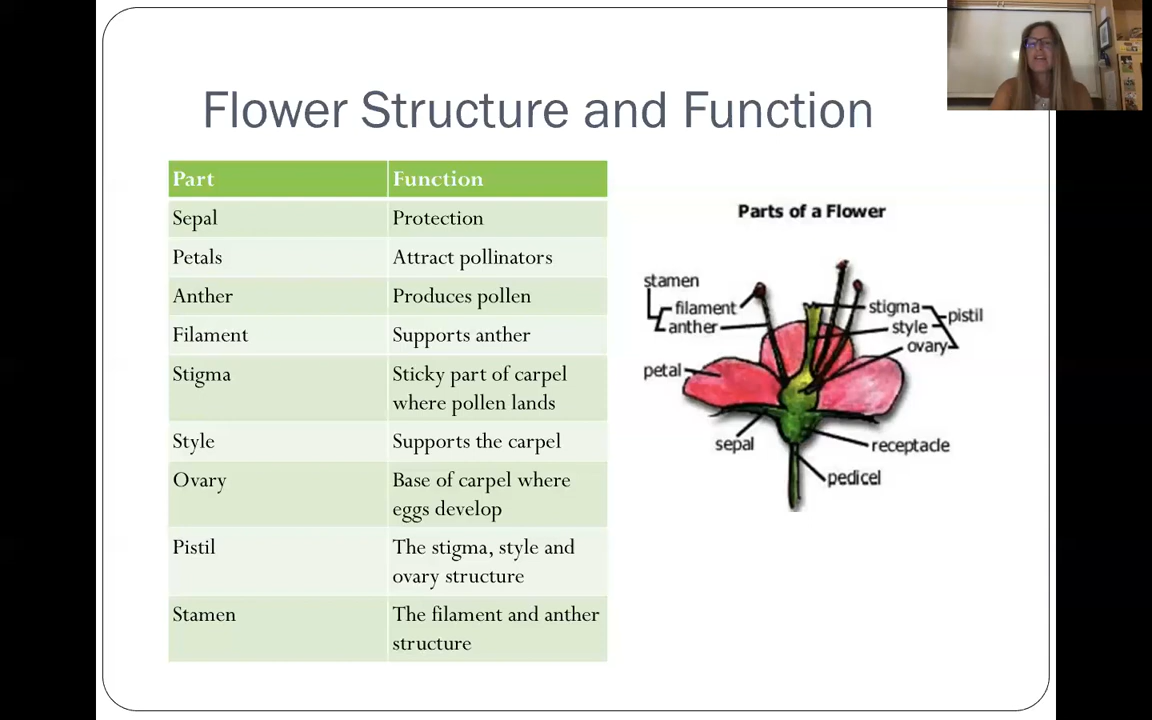 Flower Structure and Function
Part Function
Sepal Protection
Petals Attract pollinators
Anther Produces pollen
Filament Supports anther
Stigma Sticky part of carpel
where pollen lands
Style Supports the carpel
Ovary Base of carpel where
eggs develop
Pistil The stigma, style and
ovary structure
Stamen The filament and anther
structure
Parts of a Flower
stamen
filament
anther
petal
sepal
stigma
style
ovary
pistil
receptacle
pedicel